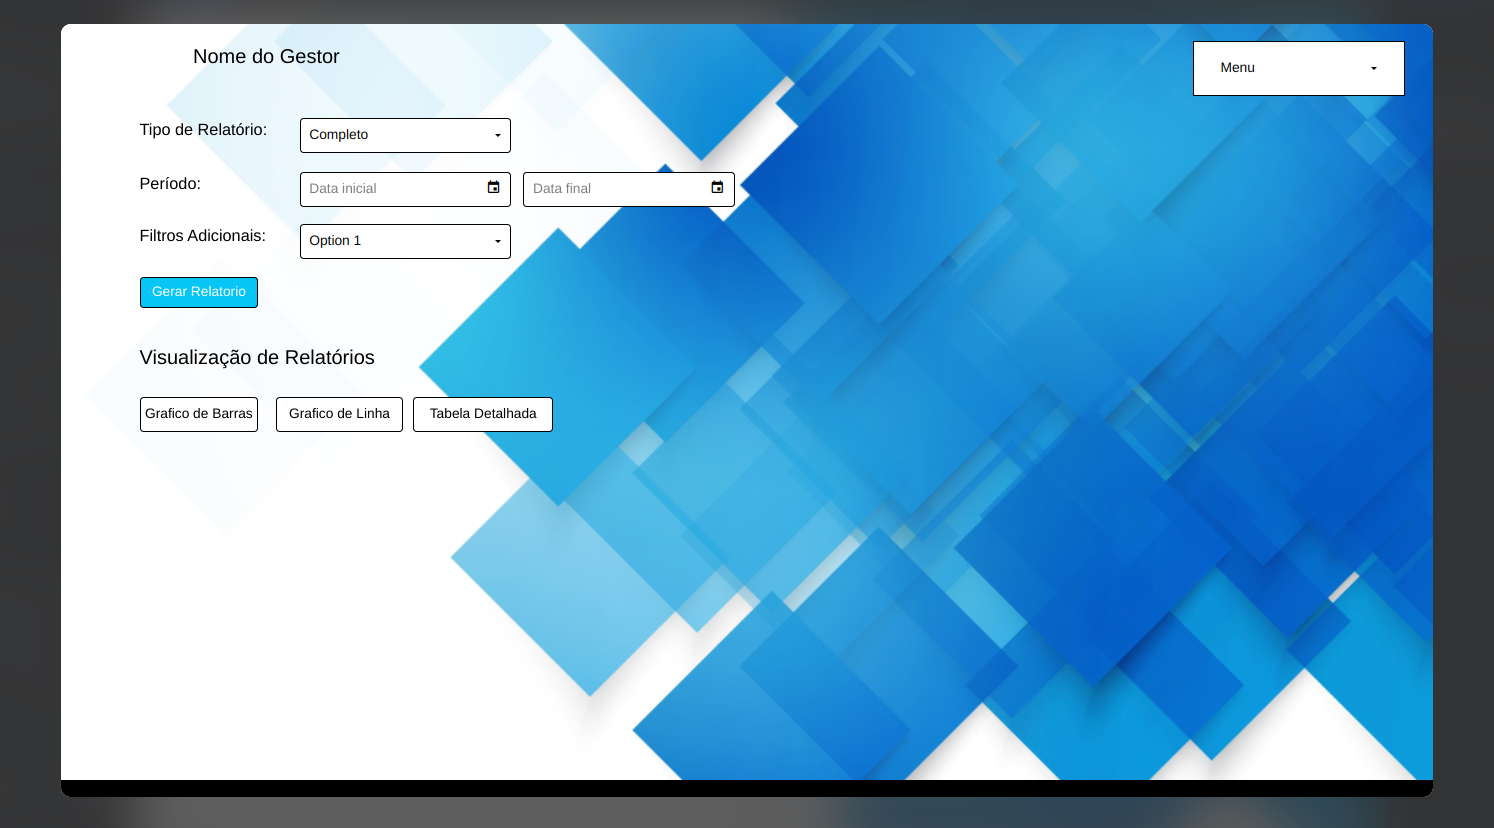 Nome do Gestor
Menu
Tipo de Relatório:
Completo
Período:
Data inicial
Data final
Filtros Adicionais:
Option 1
Gerar Relatorio
Visualização de Relatórios
Grafico de Barras
Grafico de Linha
Tabela Detalhada